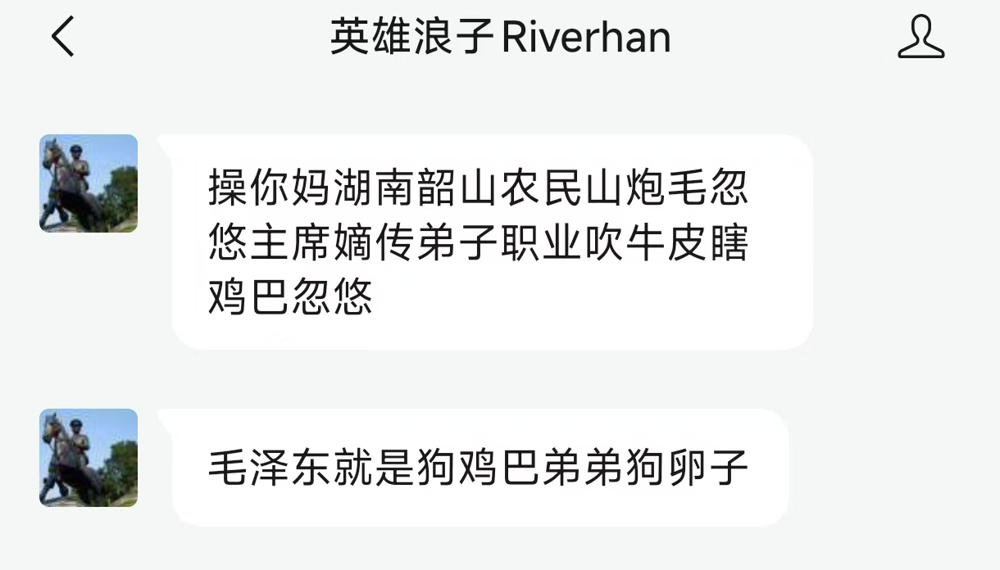 英雄浪子Riverhan
操你妈湖南韶山农民山炮毛忽
悠主席嫡传弟子职业吹牛皮瞎
鸡巴忽悠
毛泽东就是狗鸡巴弟弟狗卵子